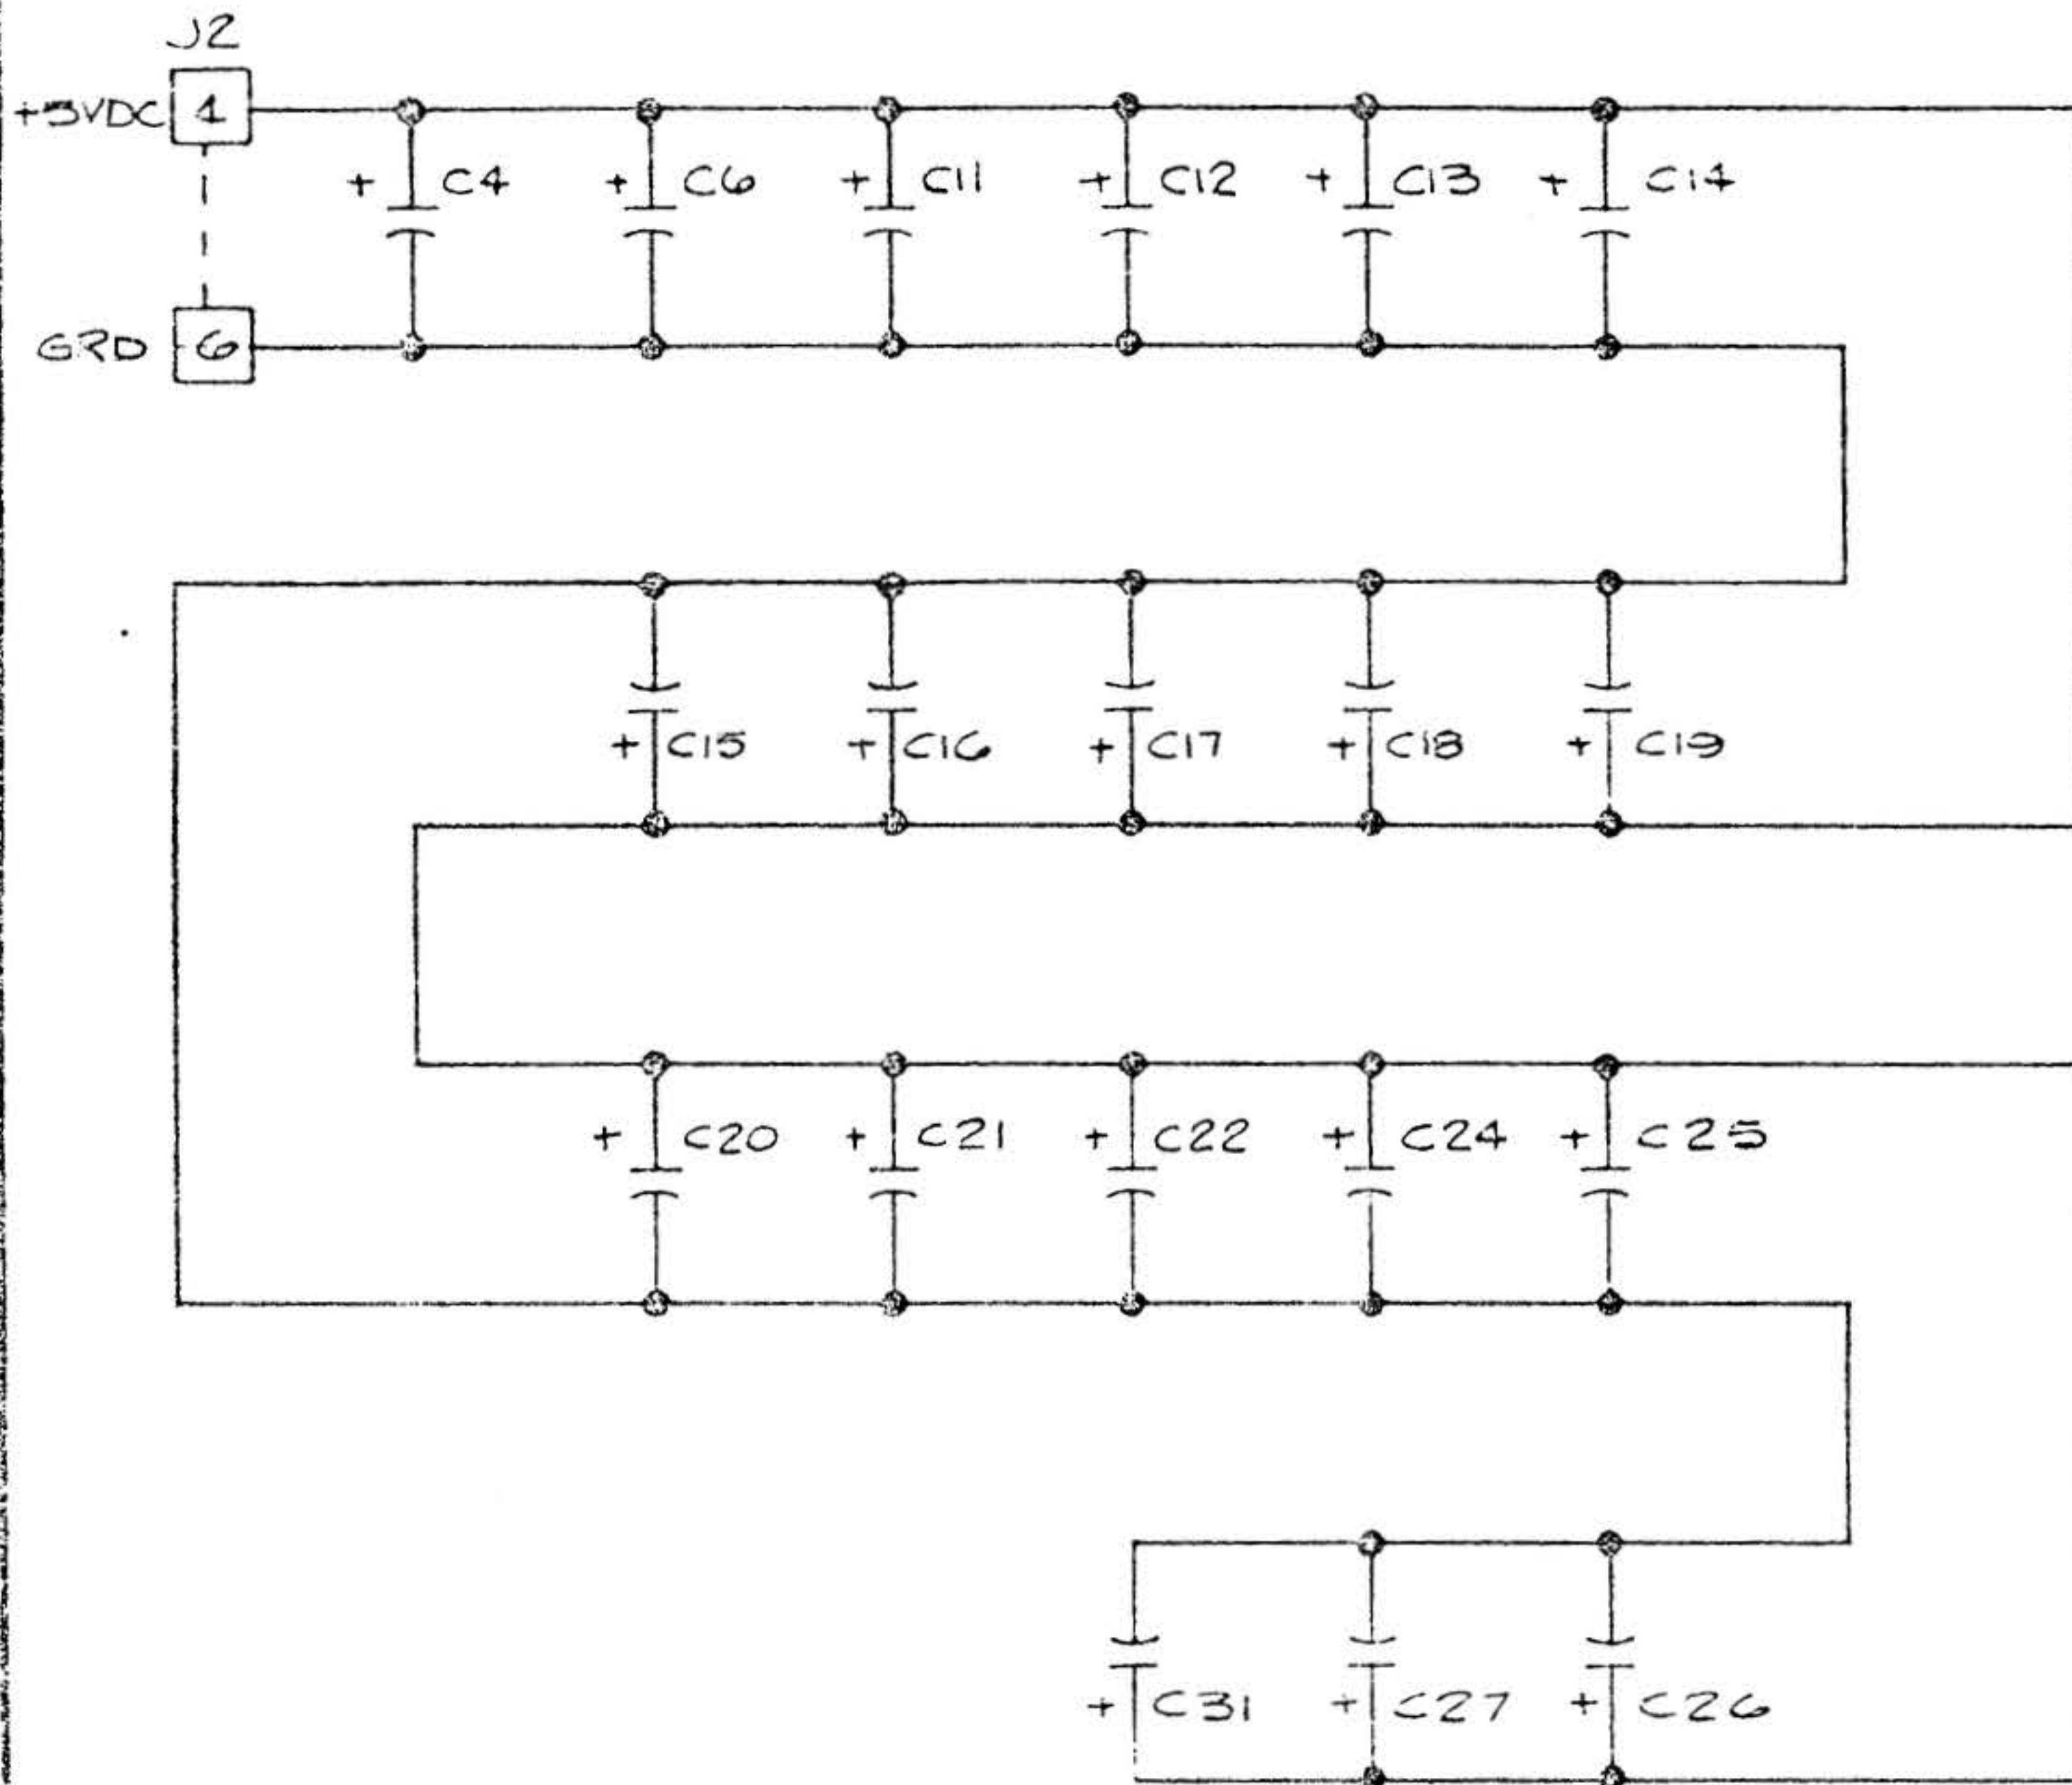 J2
+5VDC 1
+ C4 + C6 + C11 + C12 + C13 + C14
GRD 6
+ C15 + C16 + C17 + C18 + C19
+ C20 + C21 + C22 + C24 + C25
+ C31 + C27 + C26